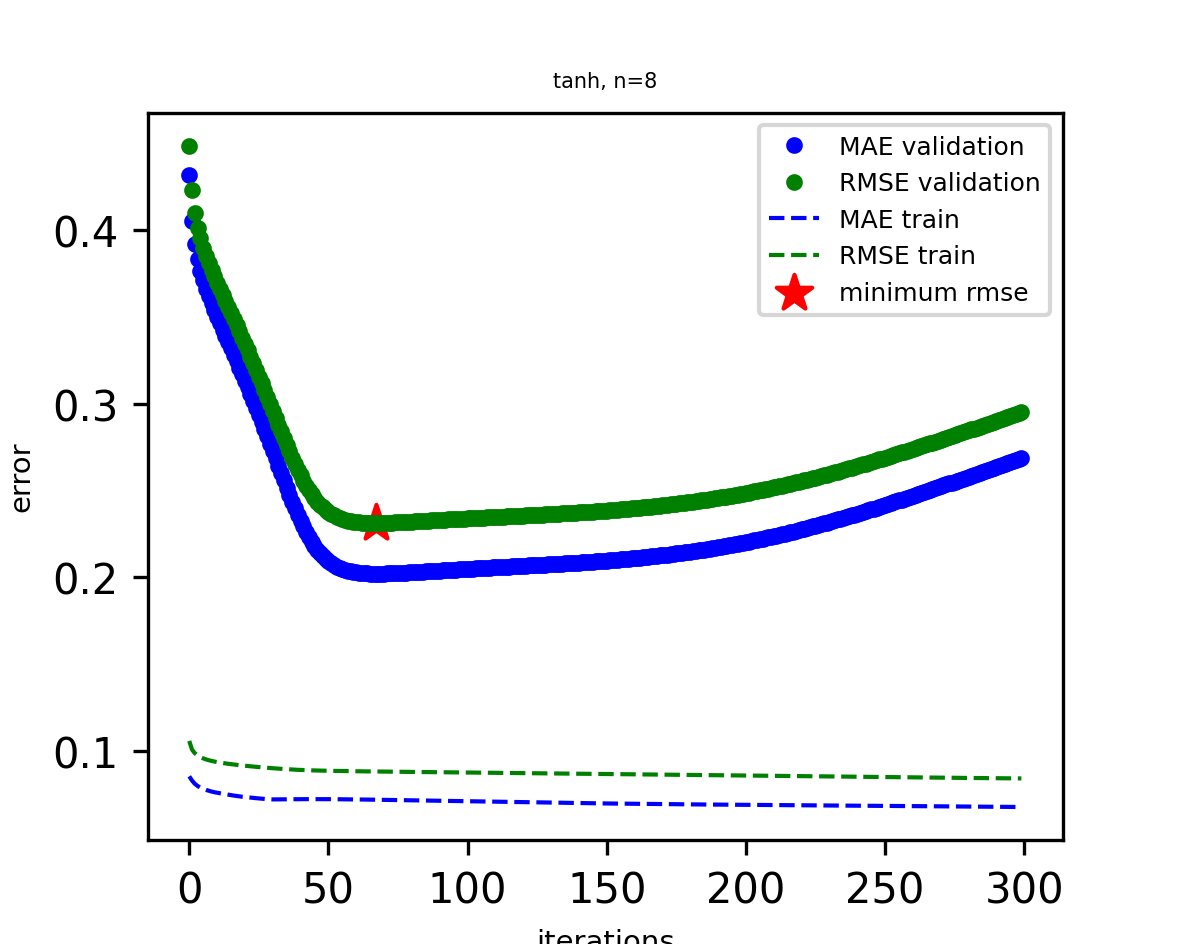 tanh, n=8
MAE validation
RMSE validation
MAE train
RMSE train
minimum rmse
error
0.4
0.3
0.2
0.1
0 50 100 150 200 250 300
iterations